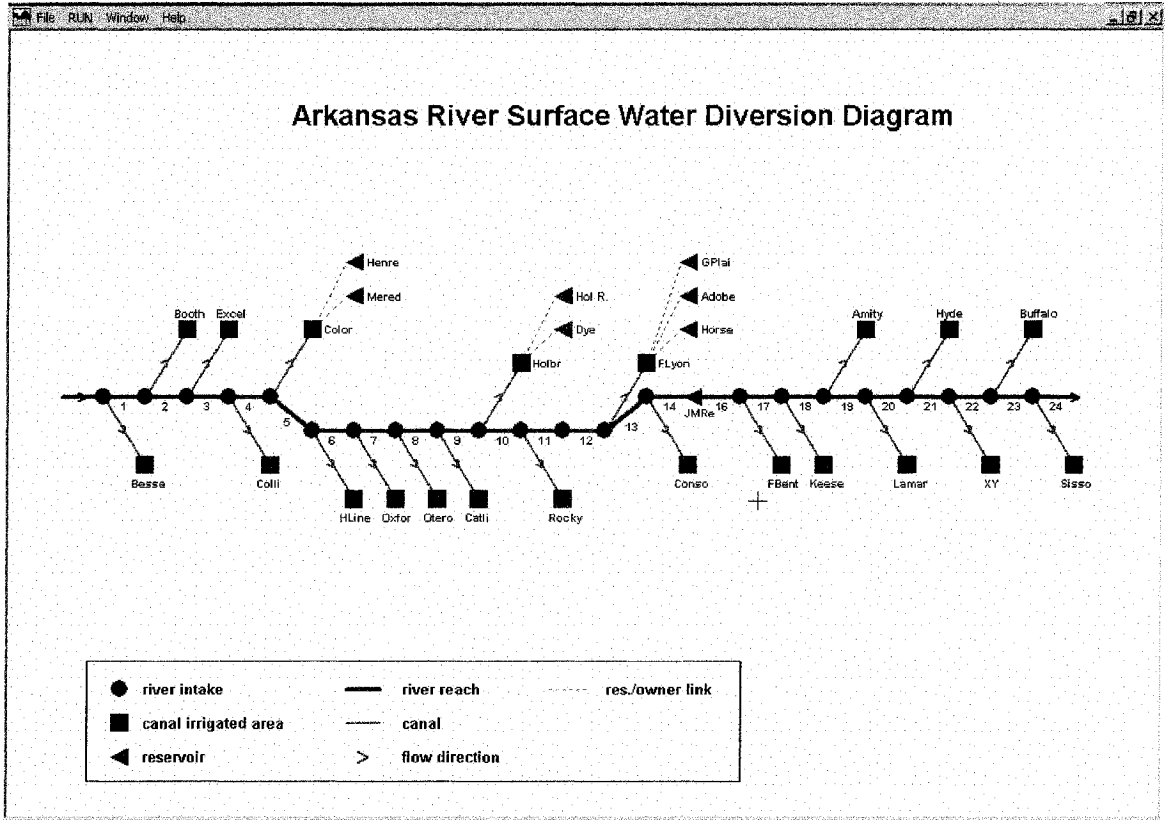 File RUN Window Help
Arkansas River Surface Water Diversion Diagram
Henre
GPlai
Mered
Hol R.
Adobe
Booth Excel
Amity Hyde Buffalo
Color
Dye
Horse
Holbr
FLyon
1 2 3 4
14 JMRe 16 17 18 19 20 21 22 23 24
5
6 7 8 9 10 11 12 13
Besse Colli
Conso FBent Keese Lamar XY Sisso
HLine Oxfor Otero Catli Rocky
river intake river reach res./owner link
canal irrigated area canal
reservoir flow direction